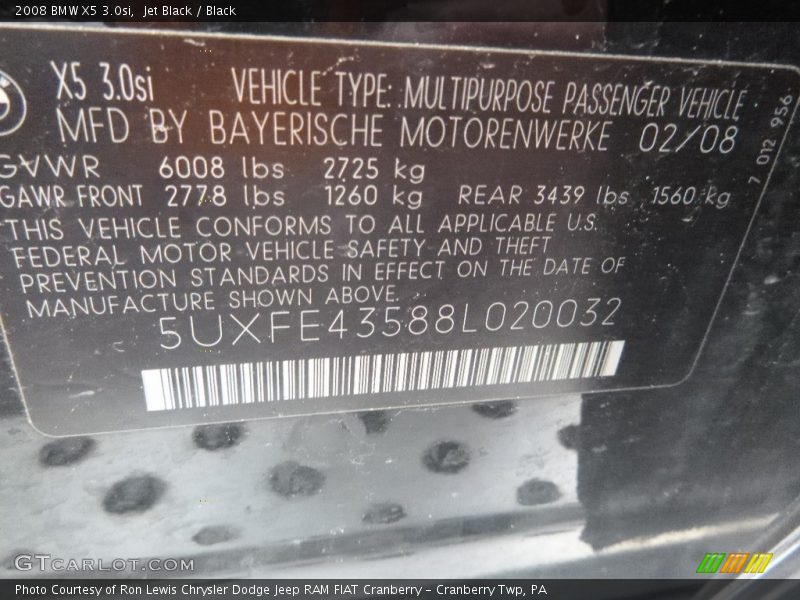 2008 BMW X5 3.0si, Jet Black / Black
X5 3.0si VEHICLE TYPE: MULTIPURPOSE PASSENGER VEHICLE
MFD BY BAYERISCHE MOTORENWERKE 02/08
GVWR 6008 lbs 2725 kg
GAWR FRONT 2778 lbs 1260 kg REAR 3439 lbs 1560 kg
THIS VEHICLE CONFORMS TO ALL APPLICABLE U.S.
FEDERAL MOTOR VEHICLE SAFETY AND THEFT
PREVENTION STANDARDS IN EFFECT ON THE DATE OF
MANUFACTURE SHOWN ABOVE.
5UXFE43588L020032
7 012 956
GTCARLOT.COM
Photo Courtesy of Ron Lewis Chrysler Dodge Jeep RAM FIAT Cranberry - Cranberry Twp, PA